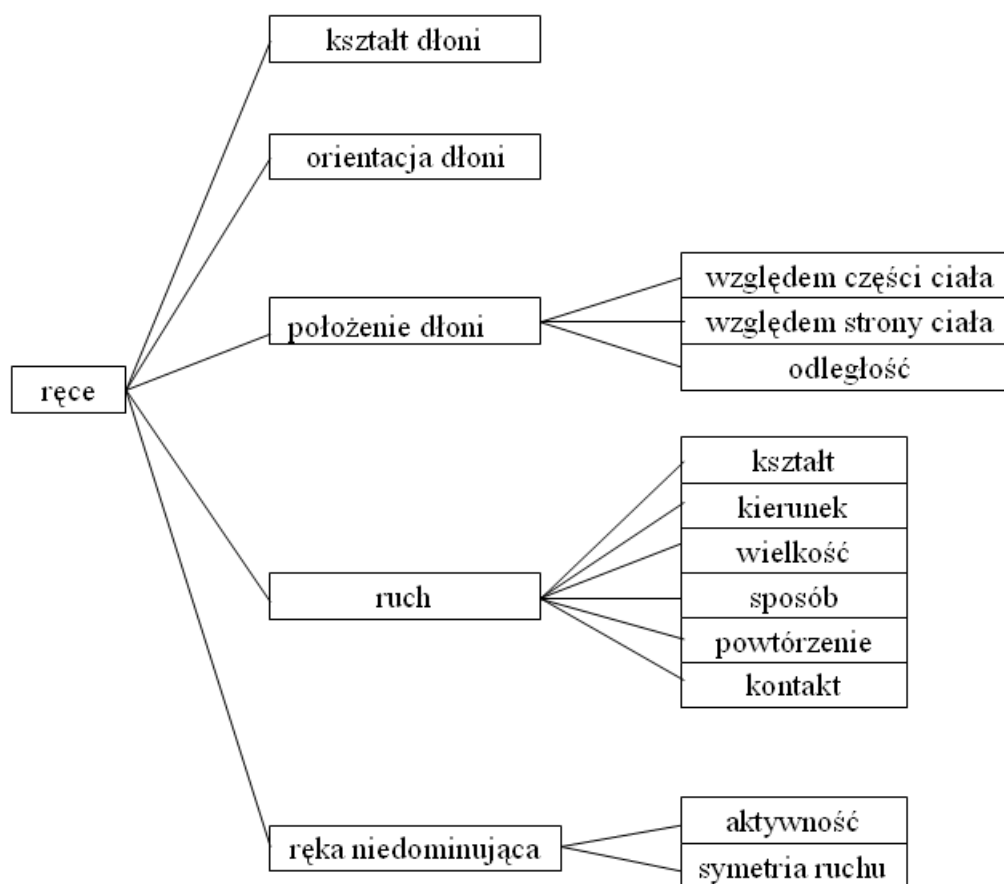 kształt dłoni
orientacja dłoni
położenie dłoni
względem części ciała
względem strony ciała
odległość
ręce
ruch
kształt
kierunek
wielkość
sposób
powtórzenie
kontakt
ręka niedominująca
aktywność
symetria ruchu